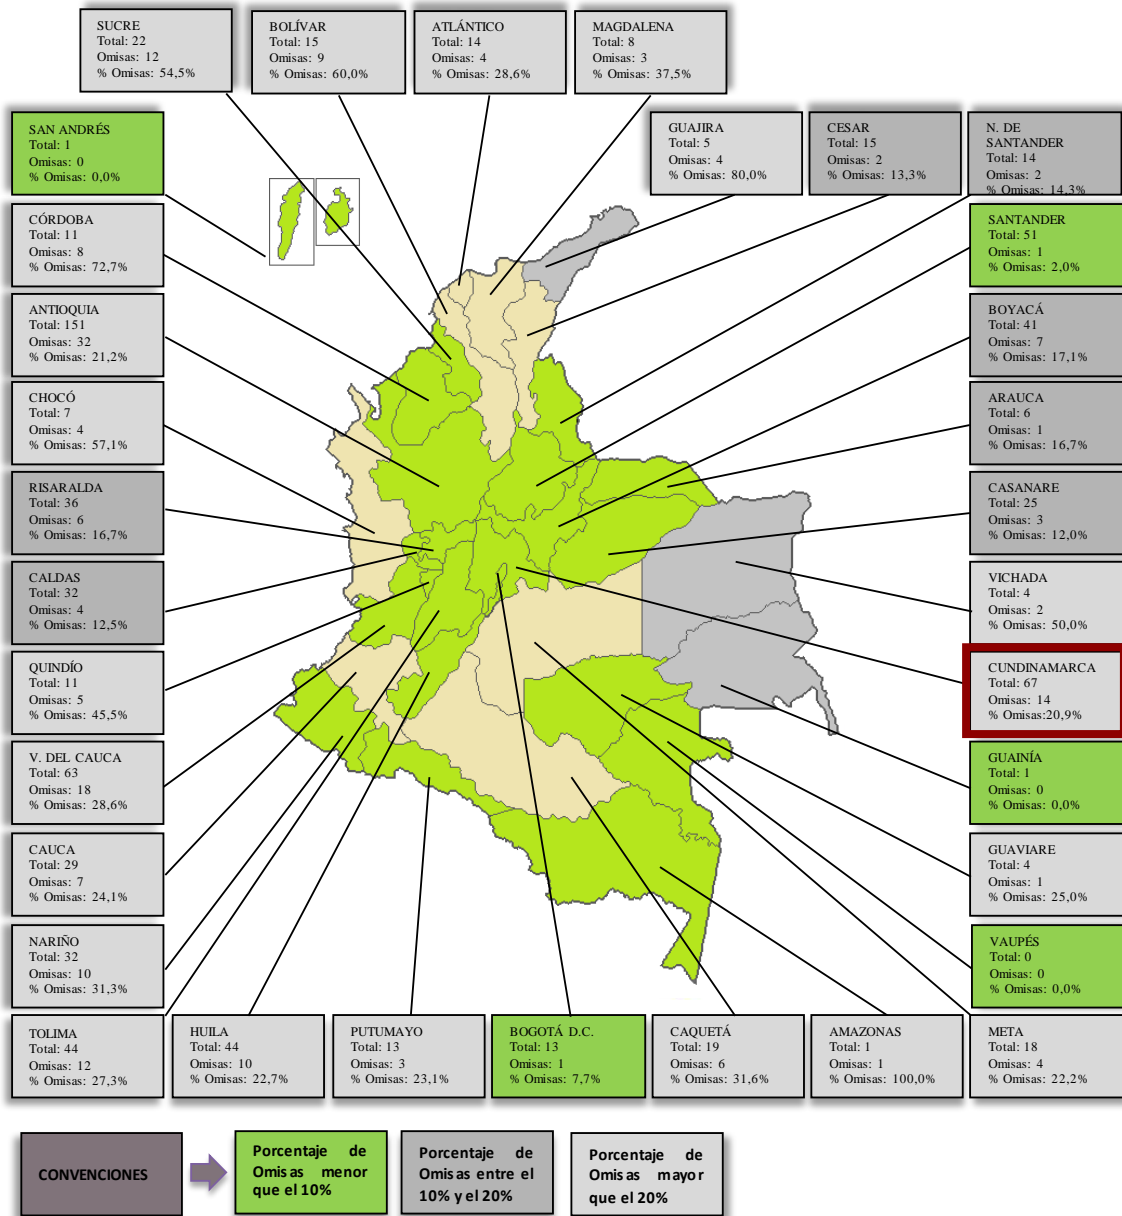 SUCRE
Total: 22
Omisas: 12
% Omisas: 54,5%
BOLÍVAR
Total: 15
Omisas: 9
% Omisas: 60,0%
ATLÁNTICO
Total: 14
Omisas: 4
% Omisas: 28,6%
MAGDALENA
Total: 8
Omisas: 3
% Omisas: 37,5%
SAN ANDRÉS
Total: 1
Omisas: 0
% Omisas: 0,0%
GUAJIRA
Total: 5
Omisas: 4
% Omisas: 80,0%
CESAR
Total: 15
Omisas: 2
% Omisas: 13,3%
N. DE
SANTANDER
Total: 14
Omisas: 2
% Omisas: 14,3%
CÓRDOBA
Total: 11
Omisas: 8
% Omisas: 72,7%
SANTANDER
Total: 51
Omisas: 1
% Omisas: 2,0%
ANTIOQUIA
Total: 151
Omisas: 32
% Omisas: 21,2%
BOYACÁ
Total: 41
Omisas: 7
% Omisas: 17,1%
CHOCÓ
Total: 7
Omisas: 4
% Omisas: 57,1%
ARAUCA
Total: 6
Omisas: 1
% Omisas: 16,7%
RISARALDA
Total: 36
Omisas: 6
% Omisas: 16,7%
CASANARE
Total: 25
Omisas: 3
% Omisas: 12,0%
CALDAS
Total: 32
Omisas: 4
% Omisas: 12,5%
VICHADA
Total: 4
Omisas: 2
% Omisas: 50,0%
QUINDÍO
Total: 11
Omisas: 5
% Omisas: 45,5%
CUNDINAMARCA
Total: 67
Omisas: 14
% Omisas:20,9%
V. DEL CAUCA
Total: 63
Omisas: 18
% Omisas: 28,6%
GUAINÍA
Total: 1
Omisas: 0
% Omisas: 0,0%
CAUCA
Total: 29
Omisas: 7
% Omisas: 24,1%
GUAVIARE
Total: 4
Omisas: 1
% Omisas: 25,0%
NARIÑO
Total: 32
Omisas: 10
% Omisas: 31,3%
VAUPÉS
Total: 0
Omisas: 0
% Omisas: 0,0%
TOLIMA
Total: 44
Omisas: 12
% Omisas: 27,3%
HUILA
Total: 44
Omisas: 10
% Omisas: 22,7%
PUTUMAYO
Total: 13
Omisas: 3
% Omisas: 23,1%
BOGOTÁ D.C.
Total: 13
Omisas: 1
% Omisas: 7,7%
CAQUETÁ
Total: 19
Omisas: 6
% Omisas: 31,6%
AMAZONAS
Total: 1
Omisas: 1
% Omisas: 100,0%
META
Total: 18
Omisas: 4
% Omisas: 22,2%
CONVENCIONES
Porcentaje de
Omisas menor
que el 10%
Porcentaje de
Omisas entre el
10% y el 20%
Porcentaje de
Omisas mayor
que el 20%